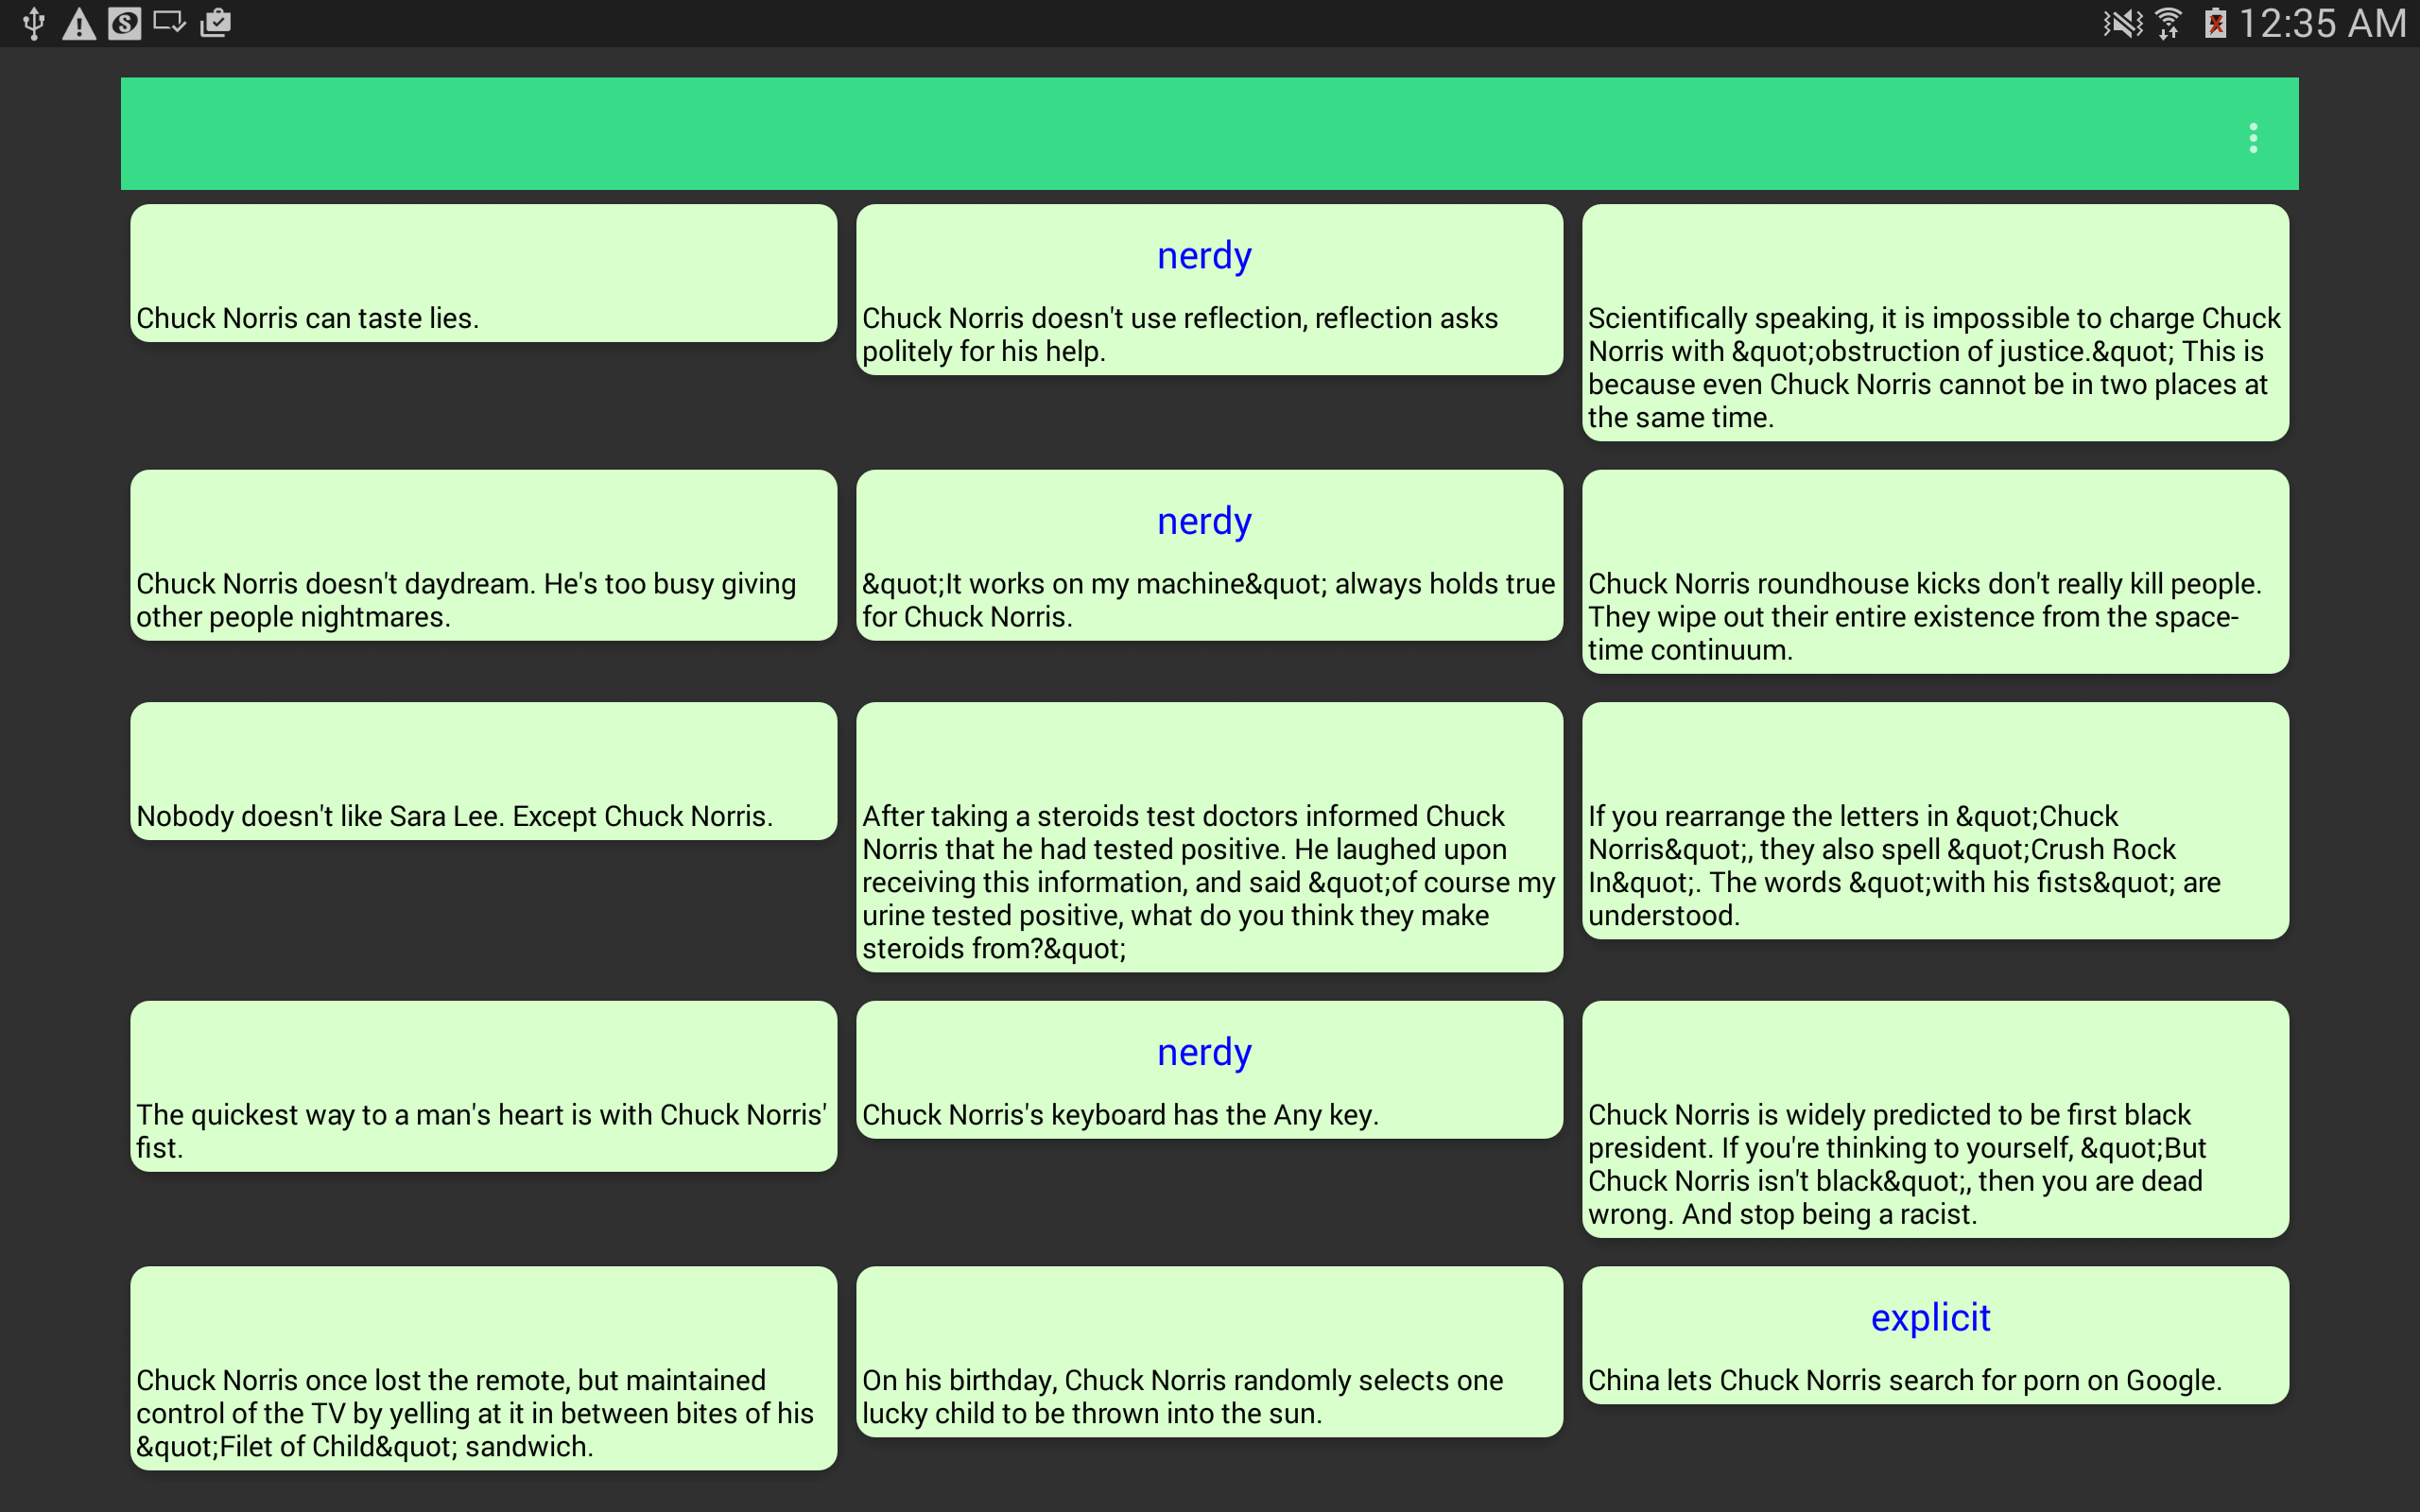 12:35 AM
Chuck Norris can taste lies.
nerdy
Chuck Norris doesn't use reflection, reflection asks
politely for his help.
Scientifically speaking, it is impossible to charge Chuck
Norris with &quot;obstruction of justice.&quot; This is
because even Chuck Norris cannot be in two places at
the same time.
Chuck Norris doesn't daydream. He's too busy giving
other people nightmares.
nerdy
&quot;It works on my machine&quot; always holds true
for Chuck Norris.
Chuck Norris roundhouse kicks don't really kill people.
They wipe out their entire existence from the space-
time continuum.
Nobody doesn't like Sara Lee. Except Chuck Norris.
After taking a steroids test doctors informed Chuck
Norris that he had tested positive. He laughed upon
receiving this information, and said &quot;of course my
urine tested positive, what do you think they make
steroids from?&quot;
If you rearrange the letters in &quot;Chuck
Norris&quot;, they also spell &quot;Crush Rock
In&quot;. The words &quot;with his fists&quot; are
understood.
The quickest way to a man's heart is with Chuck Norris'
fist.
nerdy
Chuck Norris's keyboard has the Any key.
Chuck Norris is widely predicted to be first black
president. If you're thinking to yourself, &quot;But
Chuck Norris isn't black&quot;, then you are dead
wrong. And stop being a racist.
Chuck Norris once lost the remote, but maintained
control of the TV by yelling at it in between bites of his
&quot;Filet of Child&quot; sandwich.
On his birthday, Chuck Norris randomly selects one
lucky child to be thrown into the sun.
explicit
China lets Chuck Norris search for porn on Google.